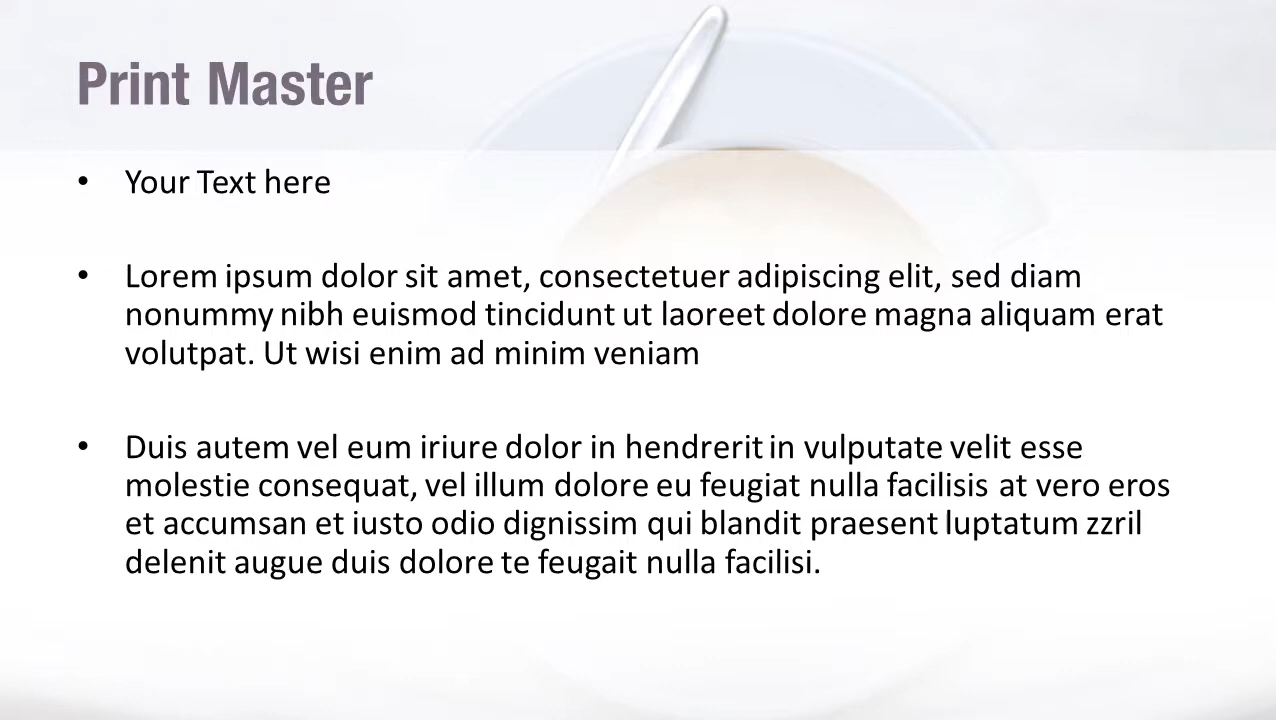 Print Master
• Your Text here
• Lorem ipsum dolor sit amet, consectetuer adipiscing elit, sed diam
nonummy nibh euismod tincidunt ut laoreet dolore magna aliquam erat
volutpat. Ut wisi enim ad minim veniam
• Duis autem vel eum iriure dolor in hendrerit in vulputate velit esse
molestie consequat, vel illum dolore eu feugiat nulla facilisis at vero eros
et accumsan et iusto odio dignissim qui blandit praesent luptatum zzril
delenit augue duis dolore te feugait nulla facilisi.